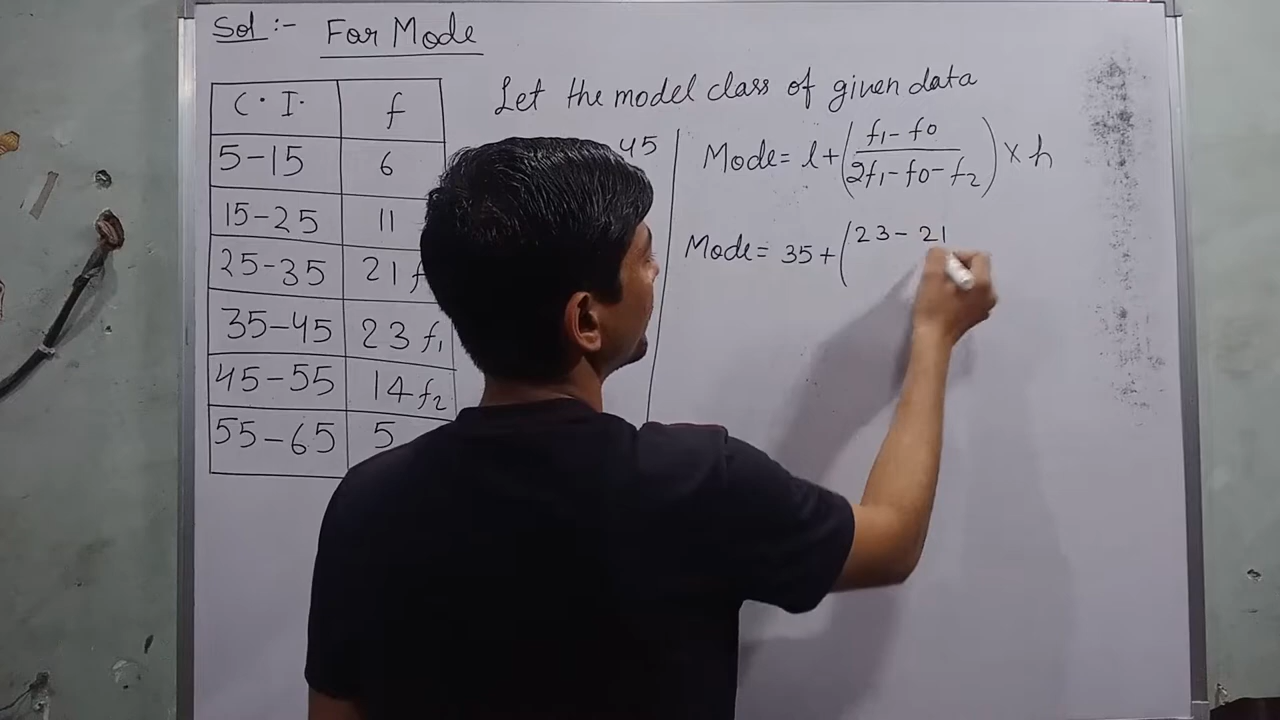 Sol :- For Mode
C.I. f
5-15 6
15-25 11
25-35 21 f
35-45 23 f₁
45-55 14 f₂
55-65 5
Let the model class of given data
45
Mode = l + (f₁ - f0 / 2f₁ - f0 - f₂) × h
Mode = 35 + (23 - 21